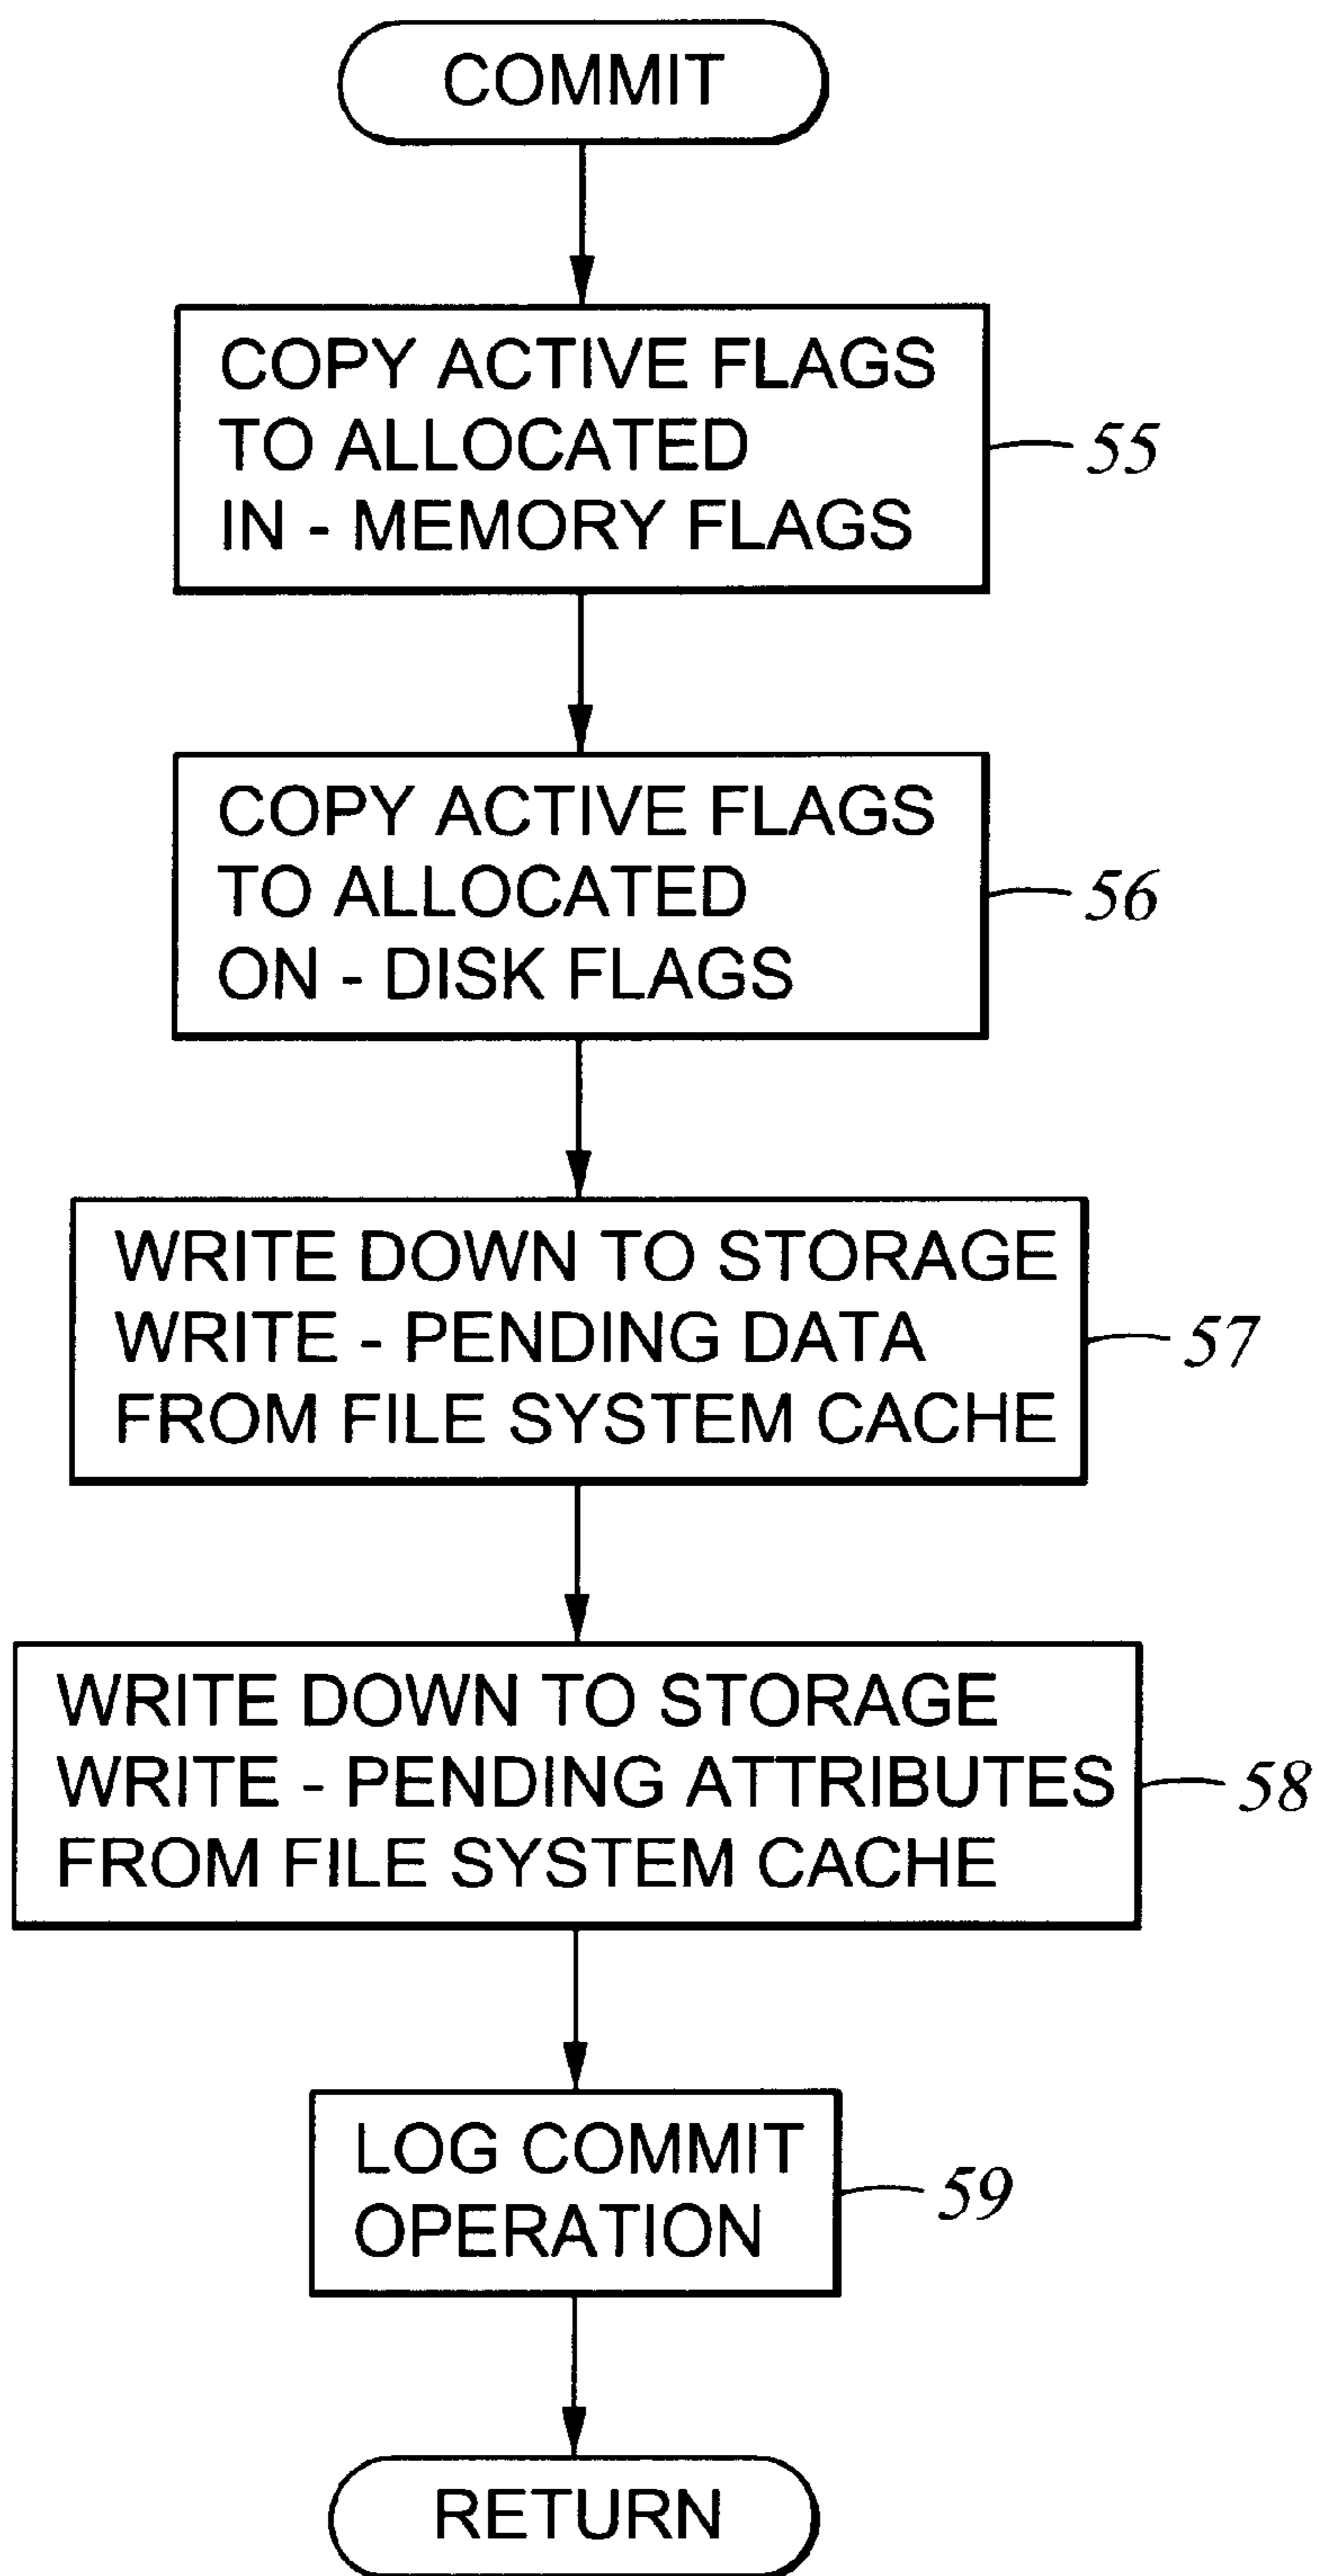 COMMIT
COPY ACTIVE FLAGS
TO ALLOCATED
IN - MEMORY FLAGS
55
COPY ACTIVE FLAGS
TO ALLOCATED
ON - DISK FLAGS
56
WRITE DOWN TO STORAGE
WRITE - PENDING DATA
FROM FILE SYSTEM CACHE
57
WRITE DOWN TO STORAGE
WRITE - PENDING ATTRIBUTES
FROM FILE SYSTEM CACHE
58
LOG COMMIT
OPERATION
59
RETURN